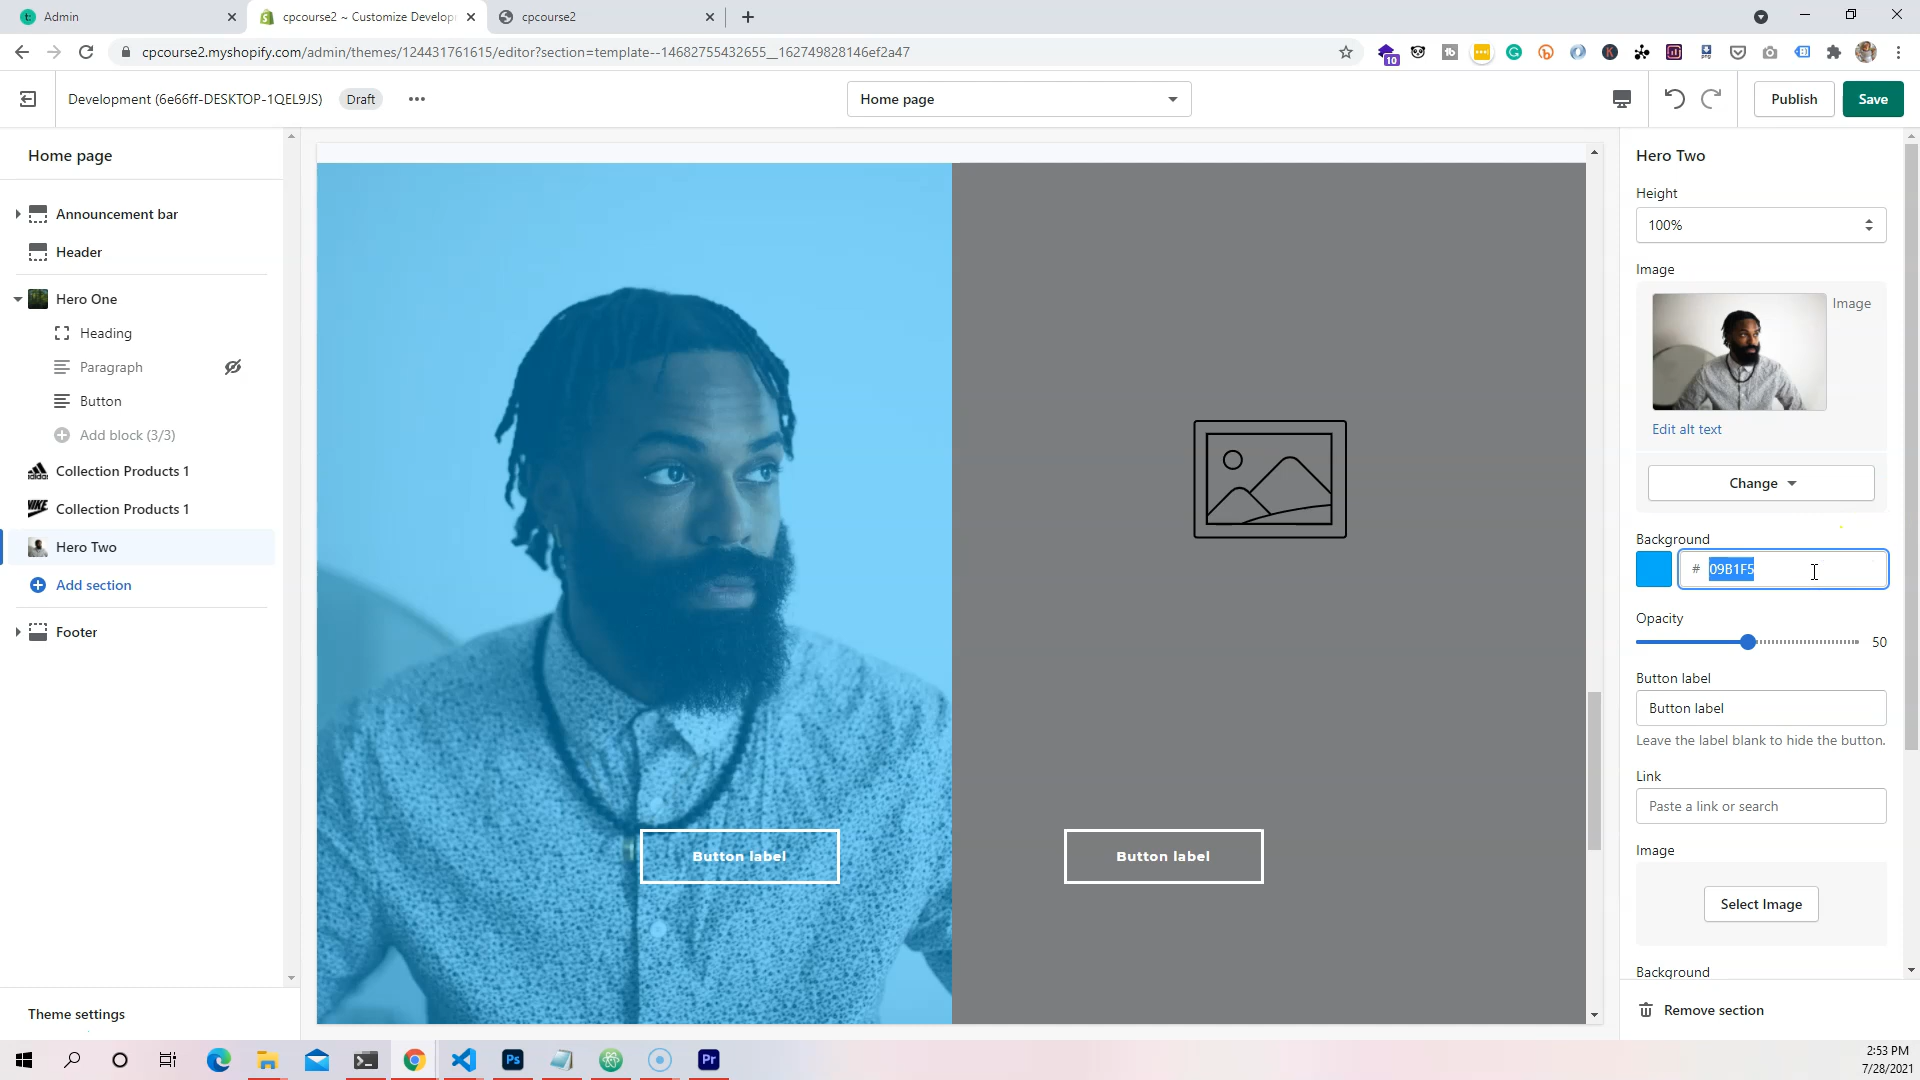 Admin
cpcourse2 ~ Customize Develop
cpcourse2
cpcourse2.myshopify.com/admin/themes/124431761615/editor?section=template--14682755432655__162749828146ef2a47
10
Development (6e66ff-DESKTOP-1QEL9JS)
Draft
Home page
Publish
Save
Home page
Announcement bar
Header
Hero One
Heading
Paragraph
Button
Add block (3/3)
Collection Products 1
Collection Products 1
Hero Two
Add section
Footer
Theme settings
Button label
Button label
Hero Two
Height
100%
Image
Image
Edit alt text
Change
Background
# 09B1F5
Opacity
50
Button label
Button label
Leave the label blank to hide the button.
Link
Paste a link or search
Image
Select Image
Background
Remove section
Ps
Pr
2:53 PM
7/28/2021